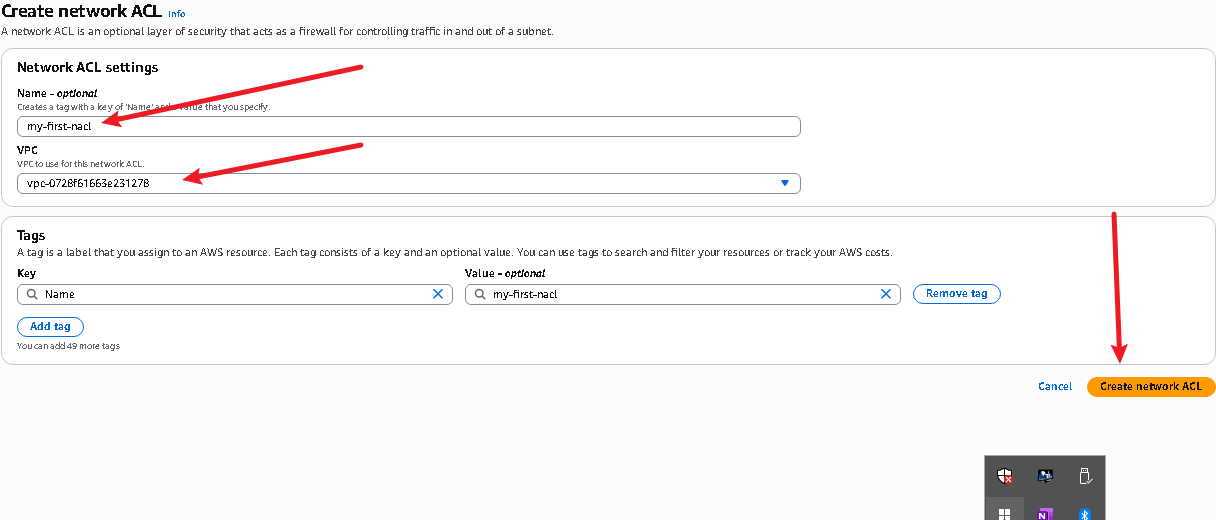 Create network ACL Info
A network ACL is an optional layer of security that acts as a firewall for controlling traffic in and out of a subnet.
Network ACL settings
Name - optional
Creates a tag with a key of 'Name' and a value that you specify.
my-first-nacl
VPC
VPC to use for this network ACL.
vpc-0728f61663e231278
Tags
A tag is a label that you assign to an AWS resource. Each tag consists of a key and an optional value. You can use tags to search and filter your resources or track your AWS costs.
Key Value - optional
Name my-first-nacl Remove tag
Add tag
You can add 49 more tags
Cancel Create network ACL
N